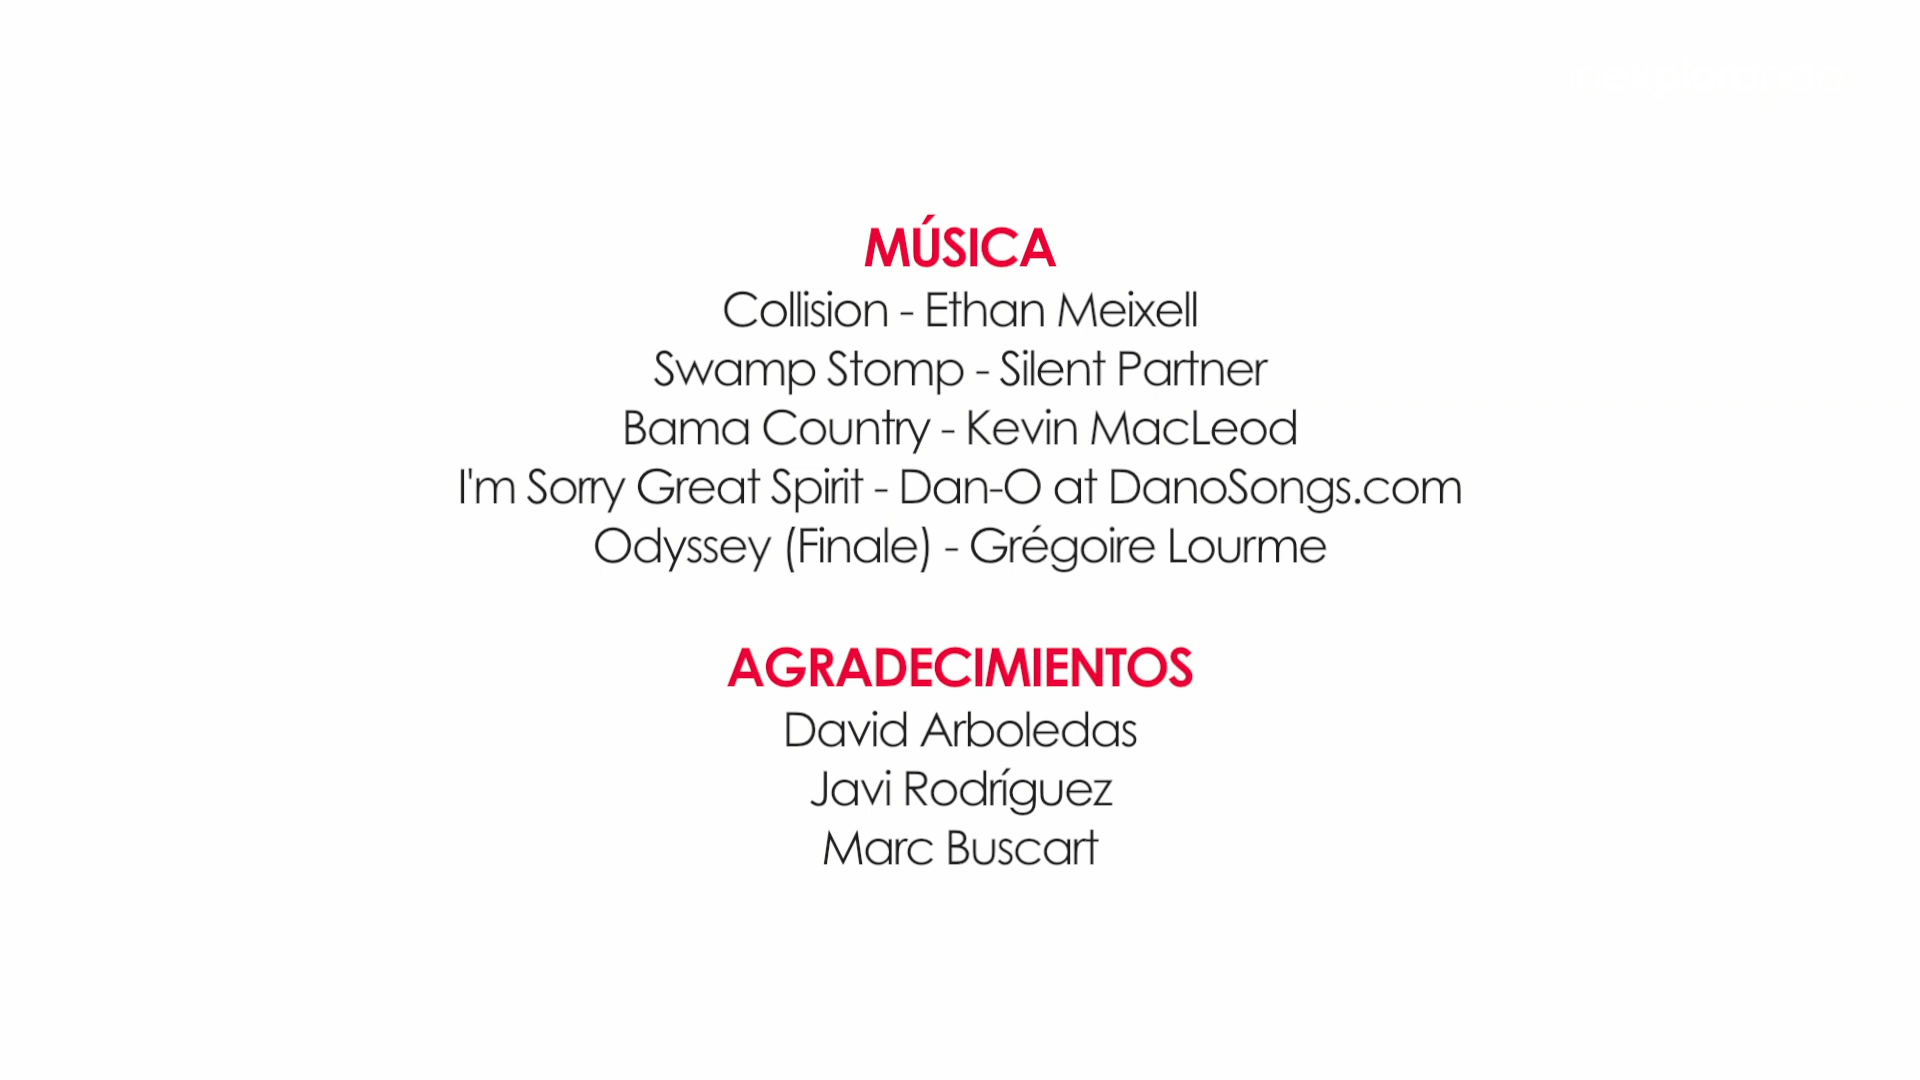 MÚSICA
Collision - Ethan Meixell
Swamp Stomp - Silent Partner
Bama Country - Kevin MacLeod
I'm Sorry Great Spirit - Dan-O at DanoSongs.com
Odyssey (Finale) - Grégoire Lourme
AGRADECIMIENTOS
David Arboledas
Javi Rodríguez
Marc Buscart